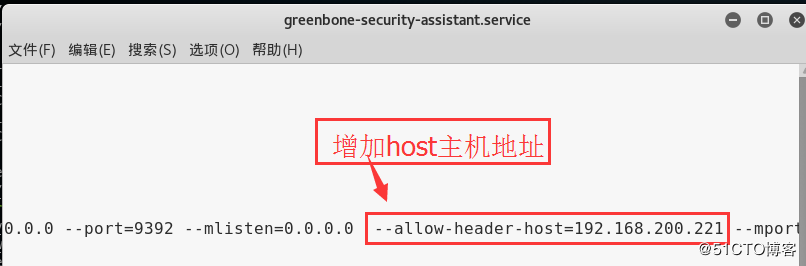 greenbone-security-assistant.service
文件(F) 编辑(E) 搜索(S) 选项(O) 帮助(H)
增加host主机地址
0.0.0 --port=9392 --mlisten=0.0.0.0 --allow-header-host=192.168.200.221 --mport
@51CTO博客